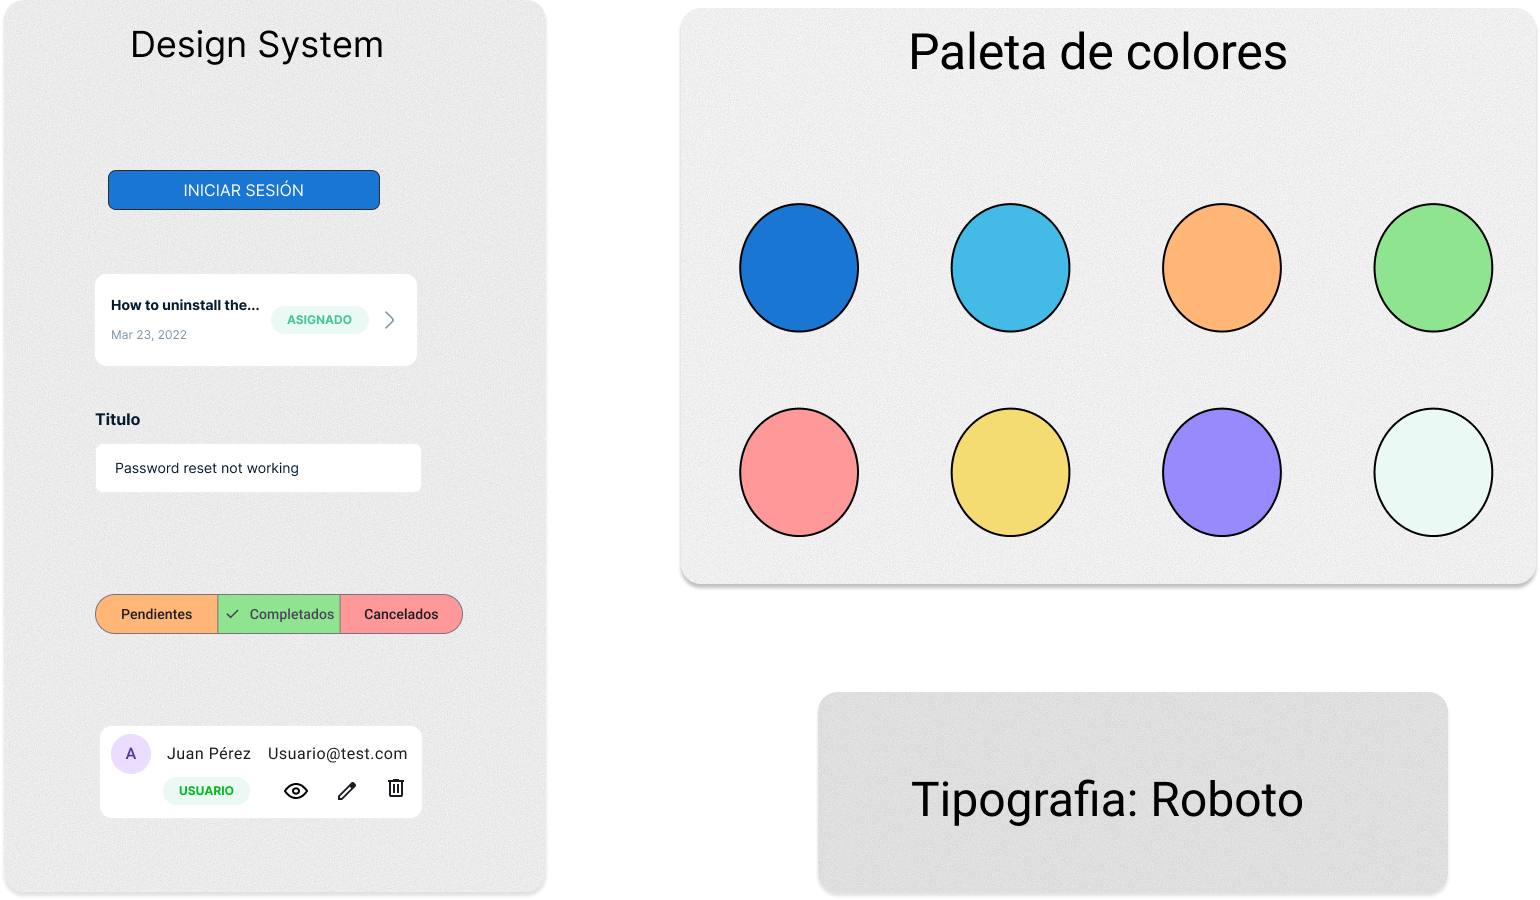 Design System
INICIAR SESIÓN
How to uninstall the...
ASIGNADO
Mar 23, 2022
Titulo
Password reset not working
Pendientes
Completados
Cancelados
A
Juan Pérez
Usuario@test.com
USUARIO
Paleta de colores
Tipografia: Roboto